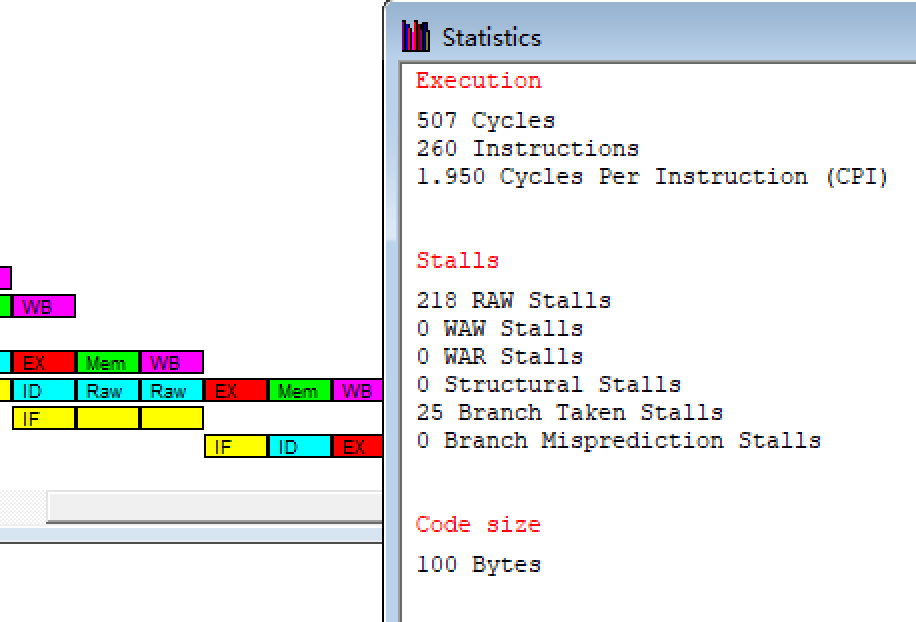 Statistics
Execution
507 Cycles
260 Instructions
1.950 Cycles Per Instruction (CPI)
Stalls
218 RAW Stalls
0 WAW Stalls
0 WAR Stalls
0 Structural Stalls
25 Branch Taken Stalls
0 Branch Misprediction Stalls
Code size
100 Bytes
WB
EX Mem WB
ID Raw Raw EX Mem WB
IF
IF ID EX